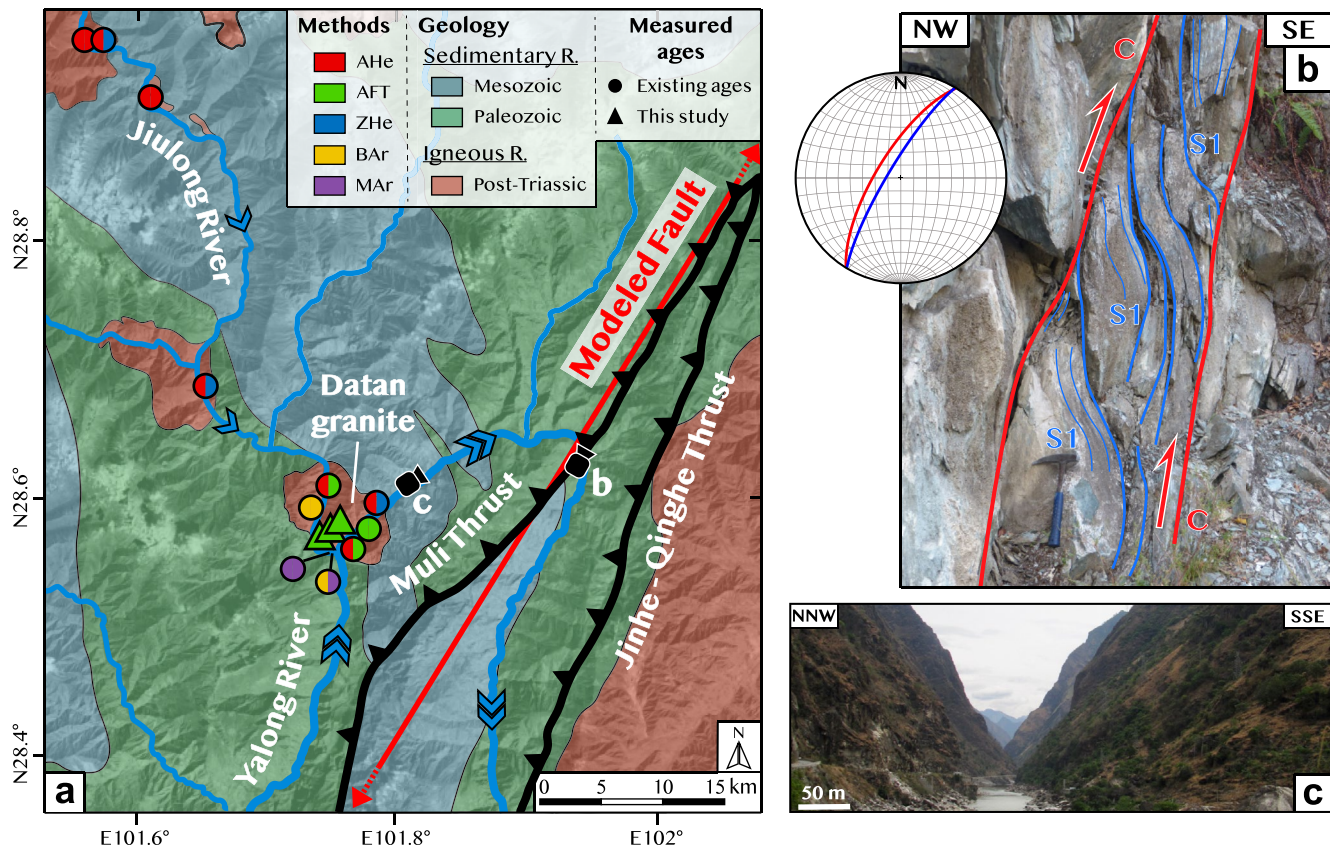 Methods
AHe
AFT
ZHe
BAr
MAr
Geology
Sedimentary R.
Mesozoic
Paleozoic
Igneous R.
Post-Triassic
Measured
ages
Existing ages
This study
Jiulong
River
N28.8°
N28.6°
N28.4°
Modeled Fault
Datan
granite
c
b
Muli Thrust
Jinhe - Qinghe Thrust
Yalong River
N
0 5 10 15 km
a
E101.6°
E101.8°
E102°
NW
SE
b
N
C
S1
S1
S1
C
NNW
SSE
50 m
c